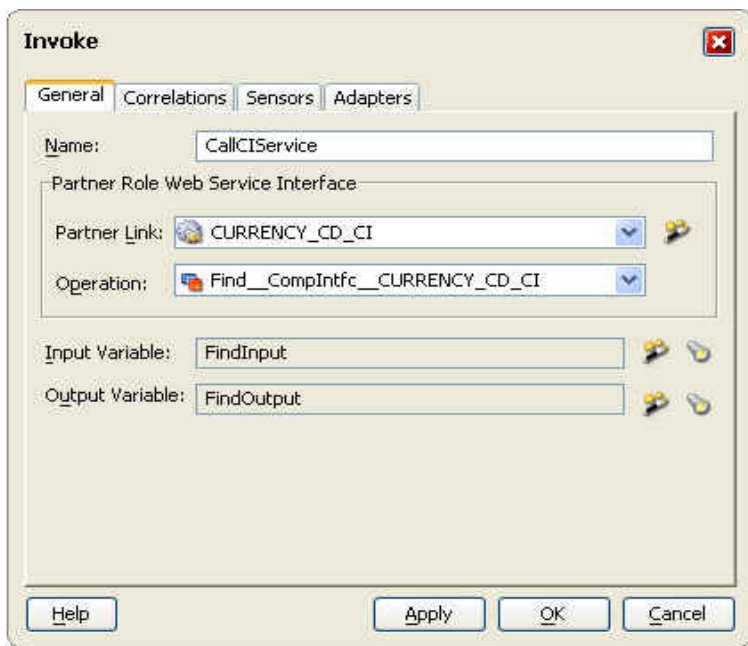 Invoke
General Correlations Sensors Adapters
Name: CallCIService
Partner Role Web Service Interface
Partner Link: CURRENCY_CD_CI
Operation: Find__CompIntfc__CURRENCY_CD_CI
Input Variable: FindInput
Output Variable: FindOutput
Help Apply OK Cancel